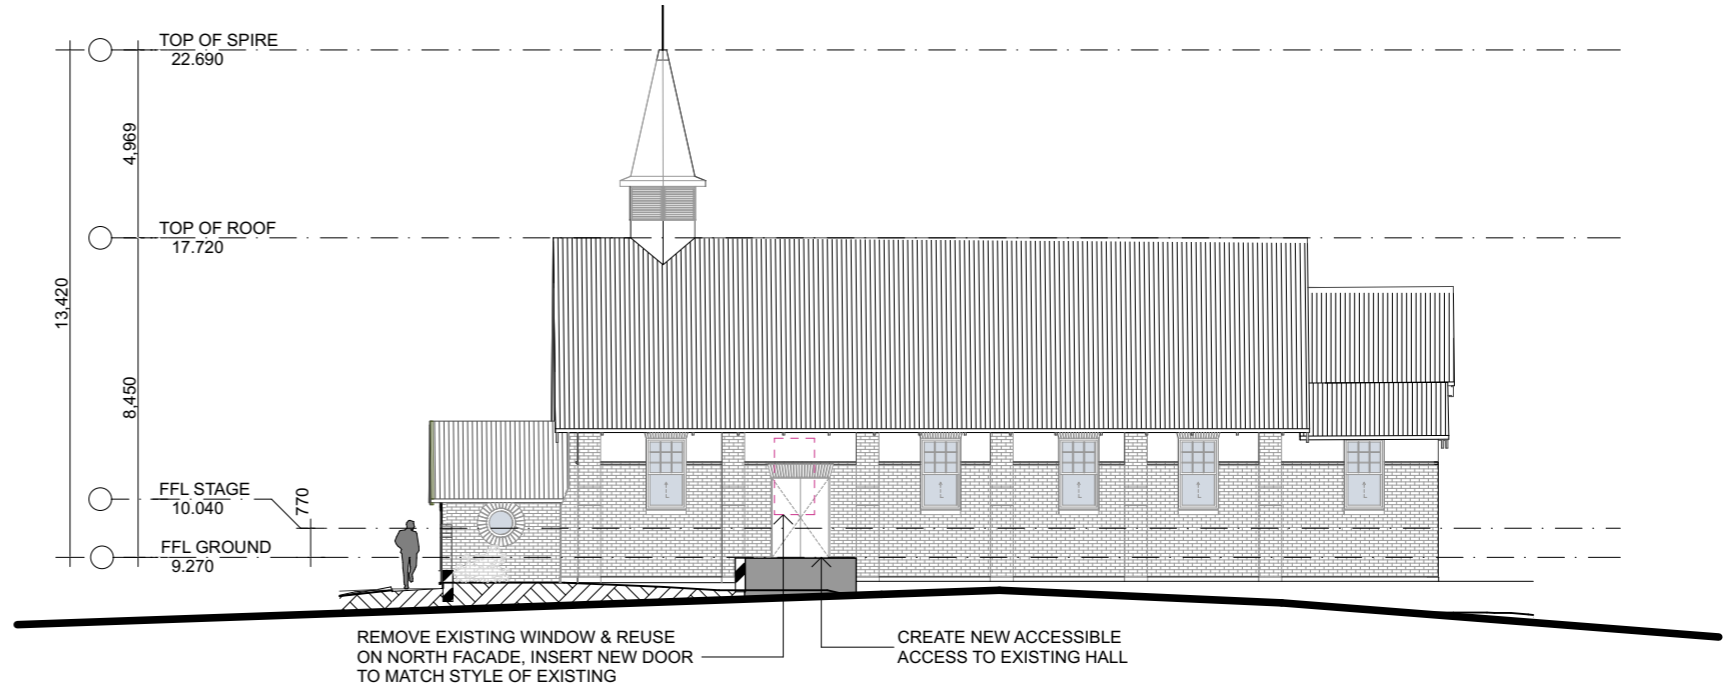 TOP OF SPIRE
22.690
4,969
TOP OF ROOF
17.720
13,420
8,450
FFL STAGE
10.040
770
FFL GROUND
9.270
REMOVE EXISTING WINDOW & REUSE
ON NORTH FACADE, INSERT NEW DOOR
TO MATCH STYLE OF EXISTING
CREATE NEW ACCESSIBLE
ACCESS TO EXISTING HALL